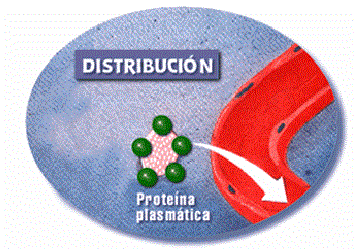 DISTRIBUCIÓN
Proteína
plasmática